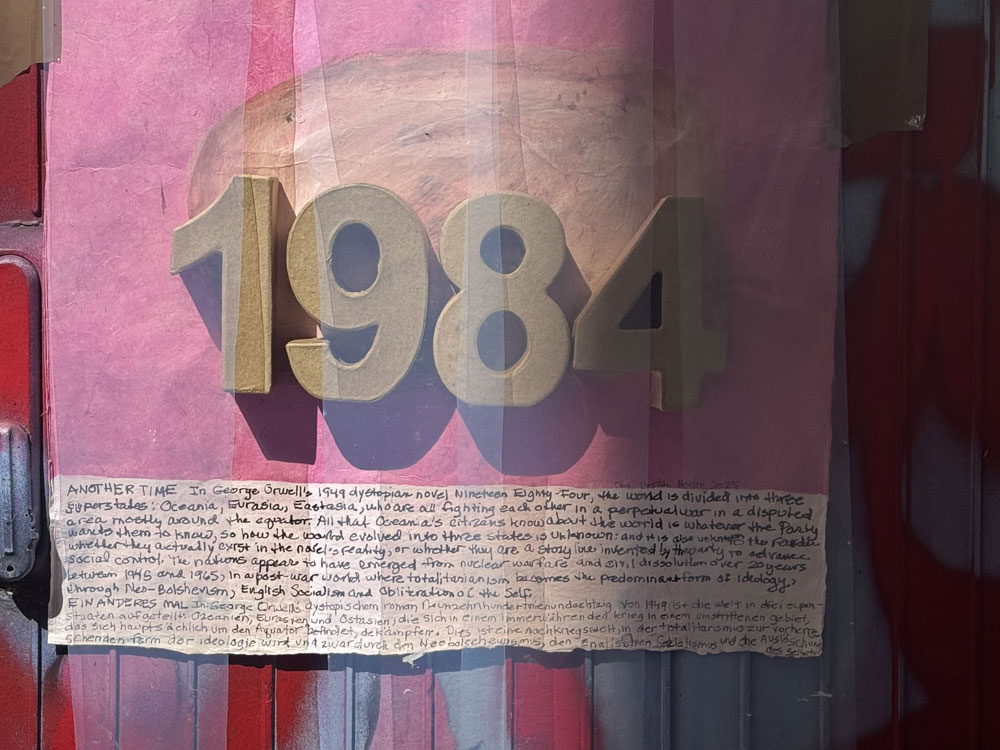 1984
2025
ANOTHER TIME In George Orwell's 1949 dystopian novel Nineteen Eighty-Four, the world is divided into three
superstates: Oceania, Eurasia, Eastasia, who are all fighting each other in a perpetual war in a disputed
area mostly around the equator. All that Oceania's citizens know about the world is whatever the Party
wants them to know, so how the world evolved into three states is unknown; and it is also unknown to the reader
whether they actually exist in the novel's reality, or whether they are a storyline invented by the party to advance
social control. The nations appear to have emerged from nuclear warfare and civil dissolution over 20 years
between 1945 and 1965, in a post-war world where totalitarianism becomes the predominant form of ideology,
through Neo-Bolshevism, English Socialism and Obliteration of the Self.
EIN ANDERES MAL In George Orwell's dystopischem roman Neunzehnhundertvierundachtzig von 1949 ist die welt in drei super-
staaten aufgeteilt: Ozeanien, Eurasien und Ostasien, die sich in einem immerwährenden krieg in einem umstrittenen gebiet,
das sich hauptsächlich um den Äquator befindet, bekämpfen. Dies ist eine nachkriegswelt, in der totalitarismus zur vorherr-
schenden form der ideologie wird und zwar durch den Neobolschewismus, den englischen Sozialismus und die Auslöschung
des Selbst